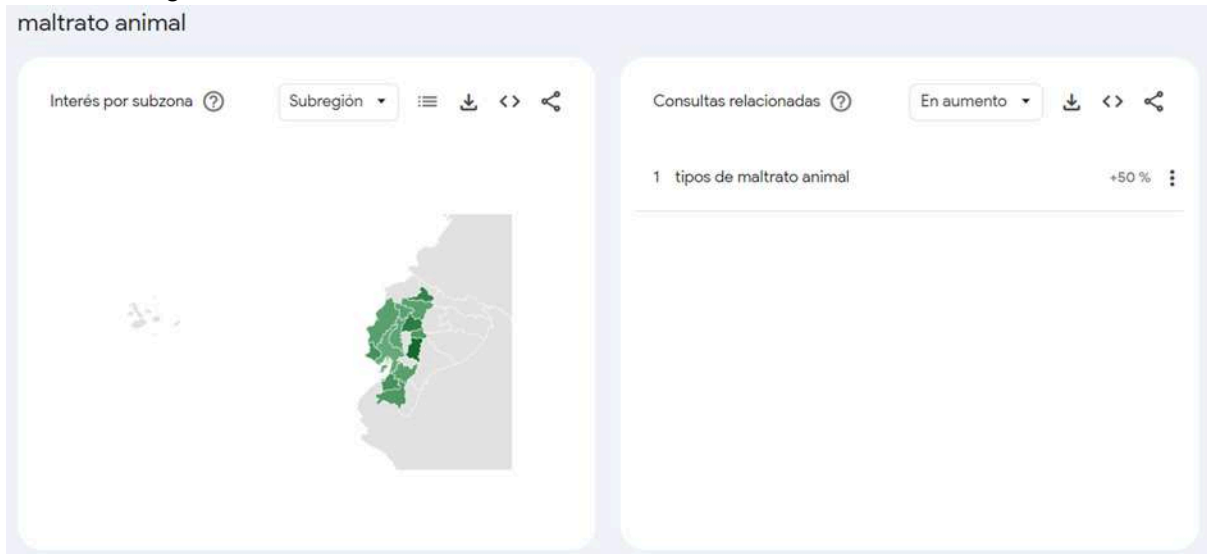 maltrato animal
Interés por subzona
Subregión
Consultas relacionadas
En aumento
1 tipos de maltrato animal +50 %